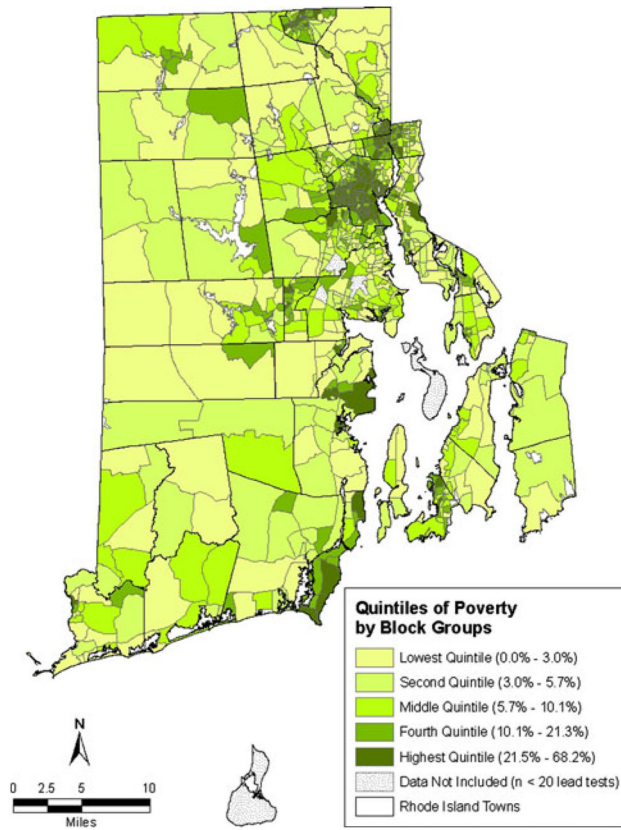 Quintiles of Poverty
by Block Groups
Lowest Quintile (0.0% - 3.0%)
Second Quintile (3.0% - 5.7%)
Middle Quintile (5.7% - 10.1%)
Fourth Quintile (10.1% - 21.3%)
Highest Quintile (21.5% - 68.2%)
Data Not Included (n < 20 lead tests)
Rhode Island Towns
N
0 2.5 5 10
Miles